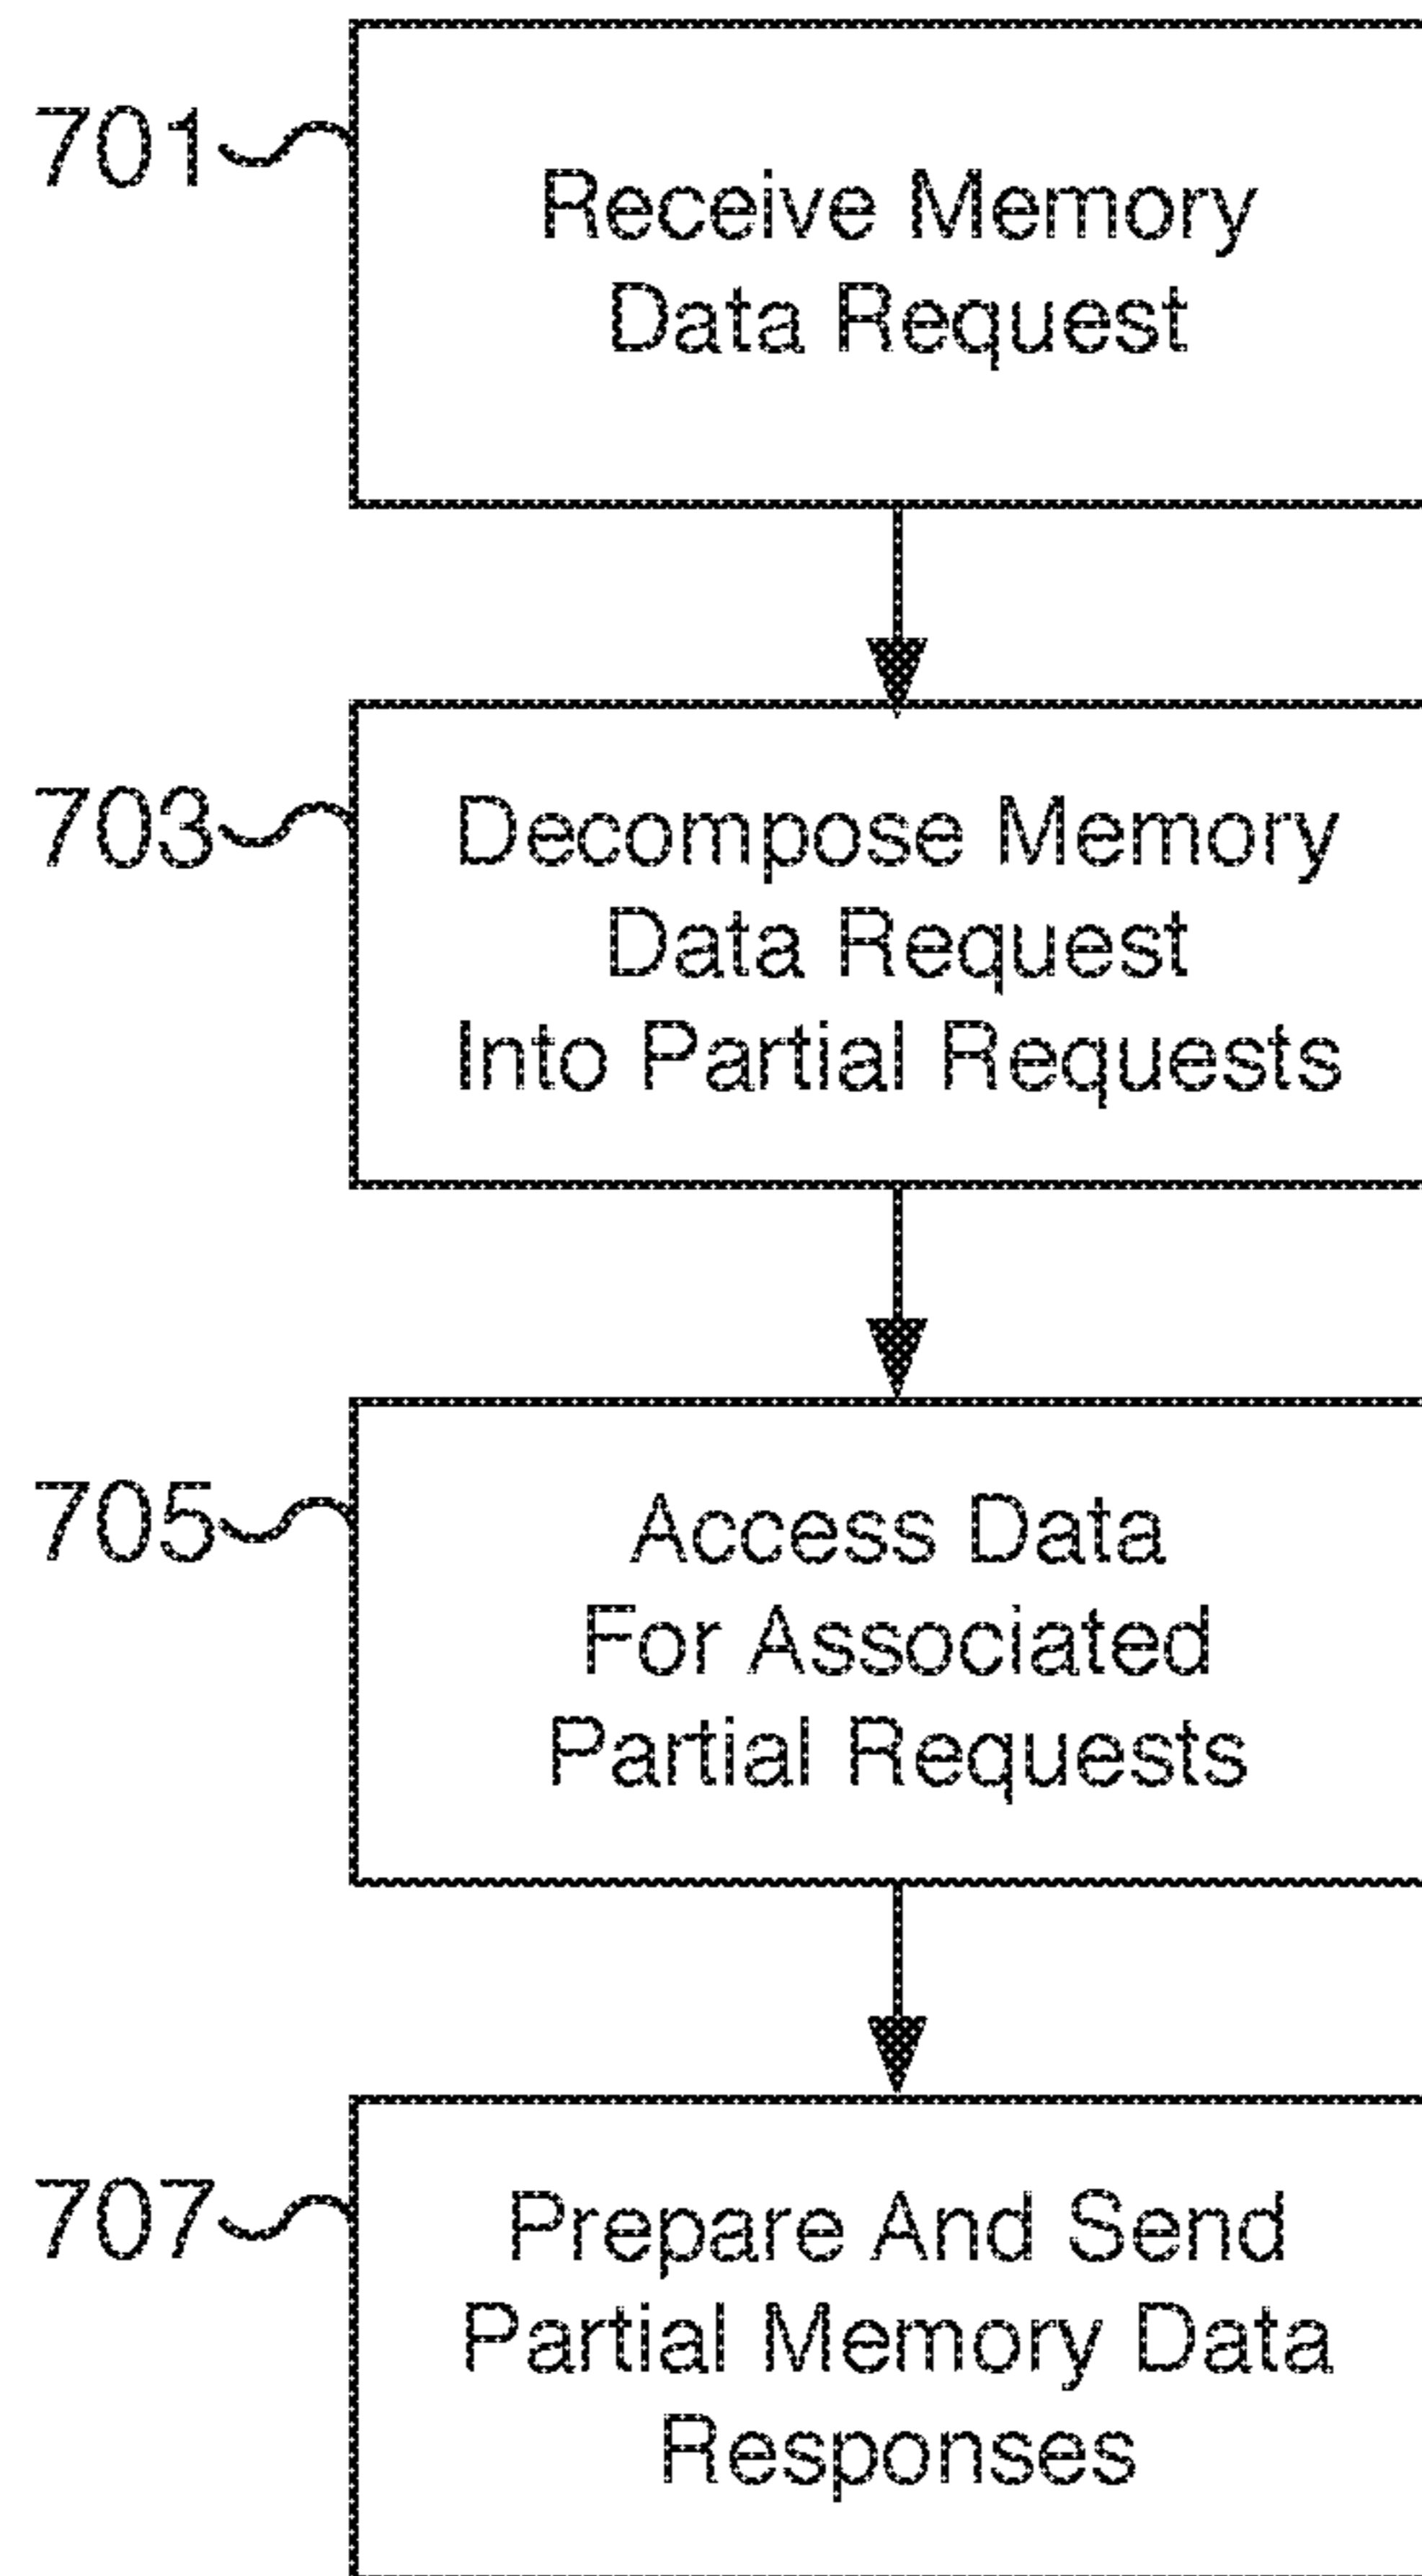 701
Receive Memory
Data Request
703
Decompose Memory
Data Request
Into Partial Requests
705
Access Data
For Associated
Partial Requests
707
Prepare And Send
Partial Memory Data
Responses